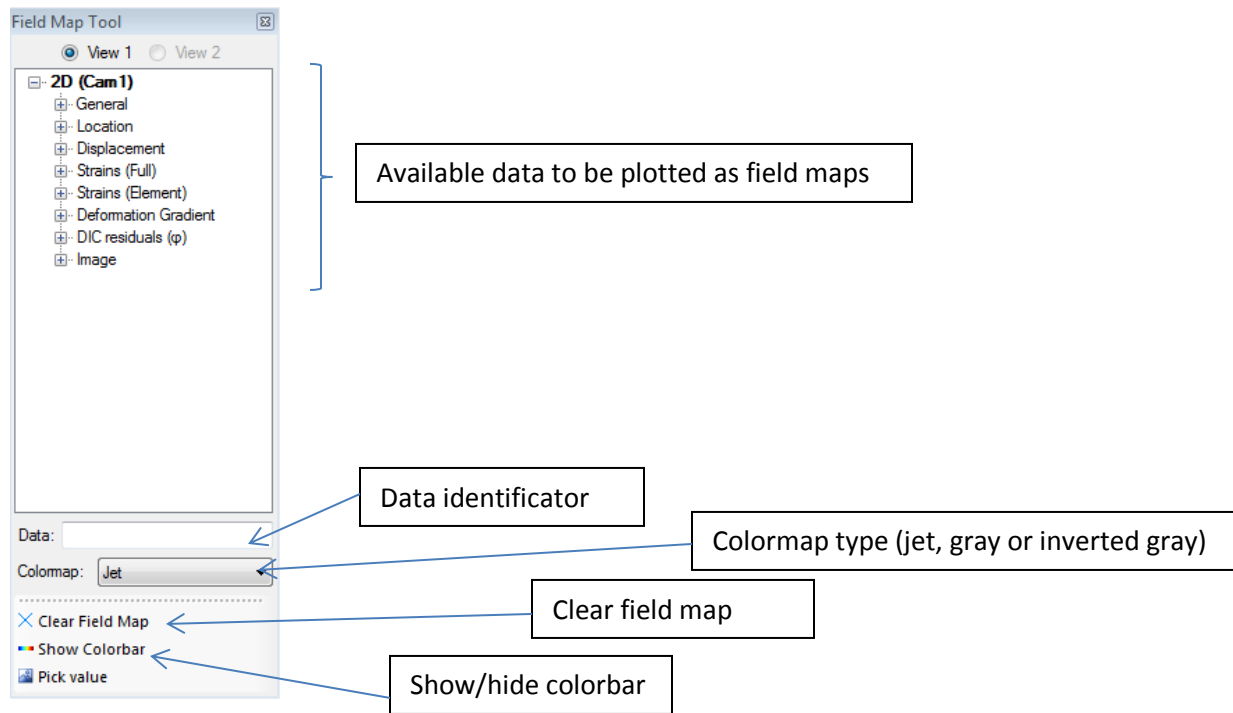 Field Map Tool
View 1 View 2
2D (Cam1)
General
Location
Displacement
Strains (Full)
Strains (Element)
Deformation Gradient
DIC residuals (φ)
Image
Available data to be plotted as field maps
Data identificator
Data:
Colormap type (jet, gray or inverted gray)
Colormap: Jet
Clear field map
Clear Field Map
Show Colorbar
Pick value
Show/hide colorbar